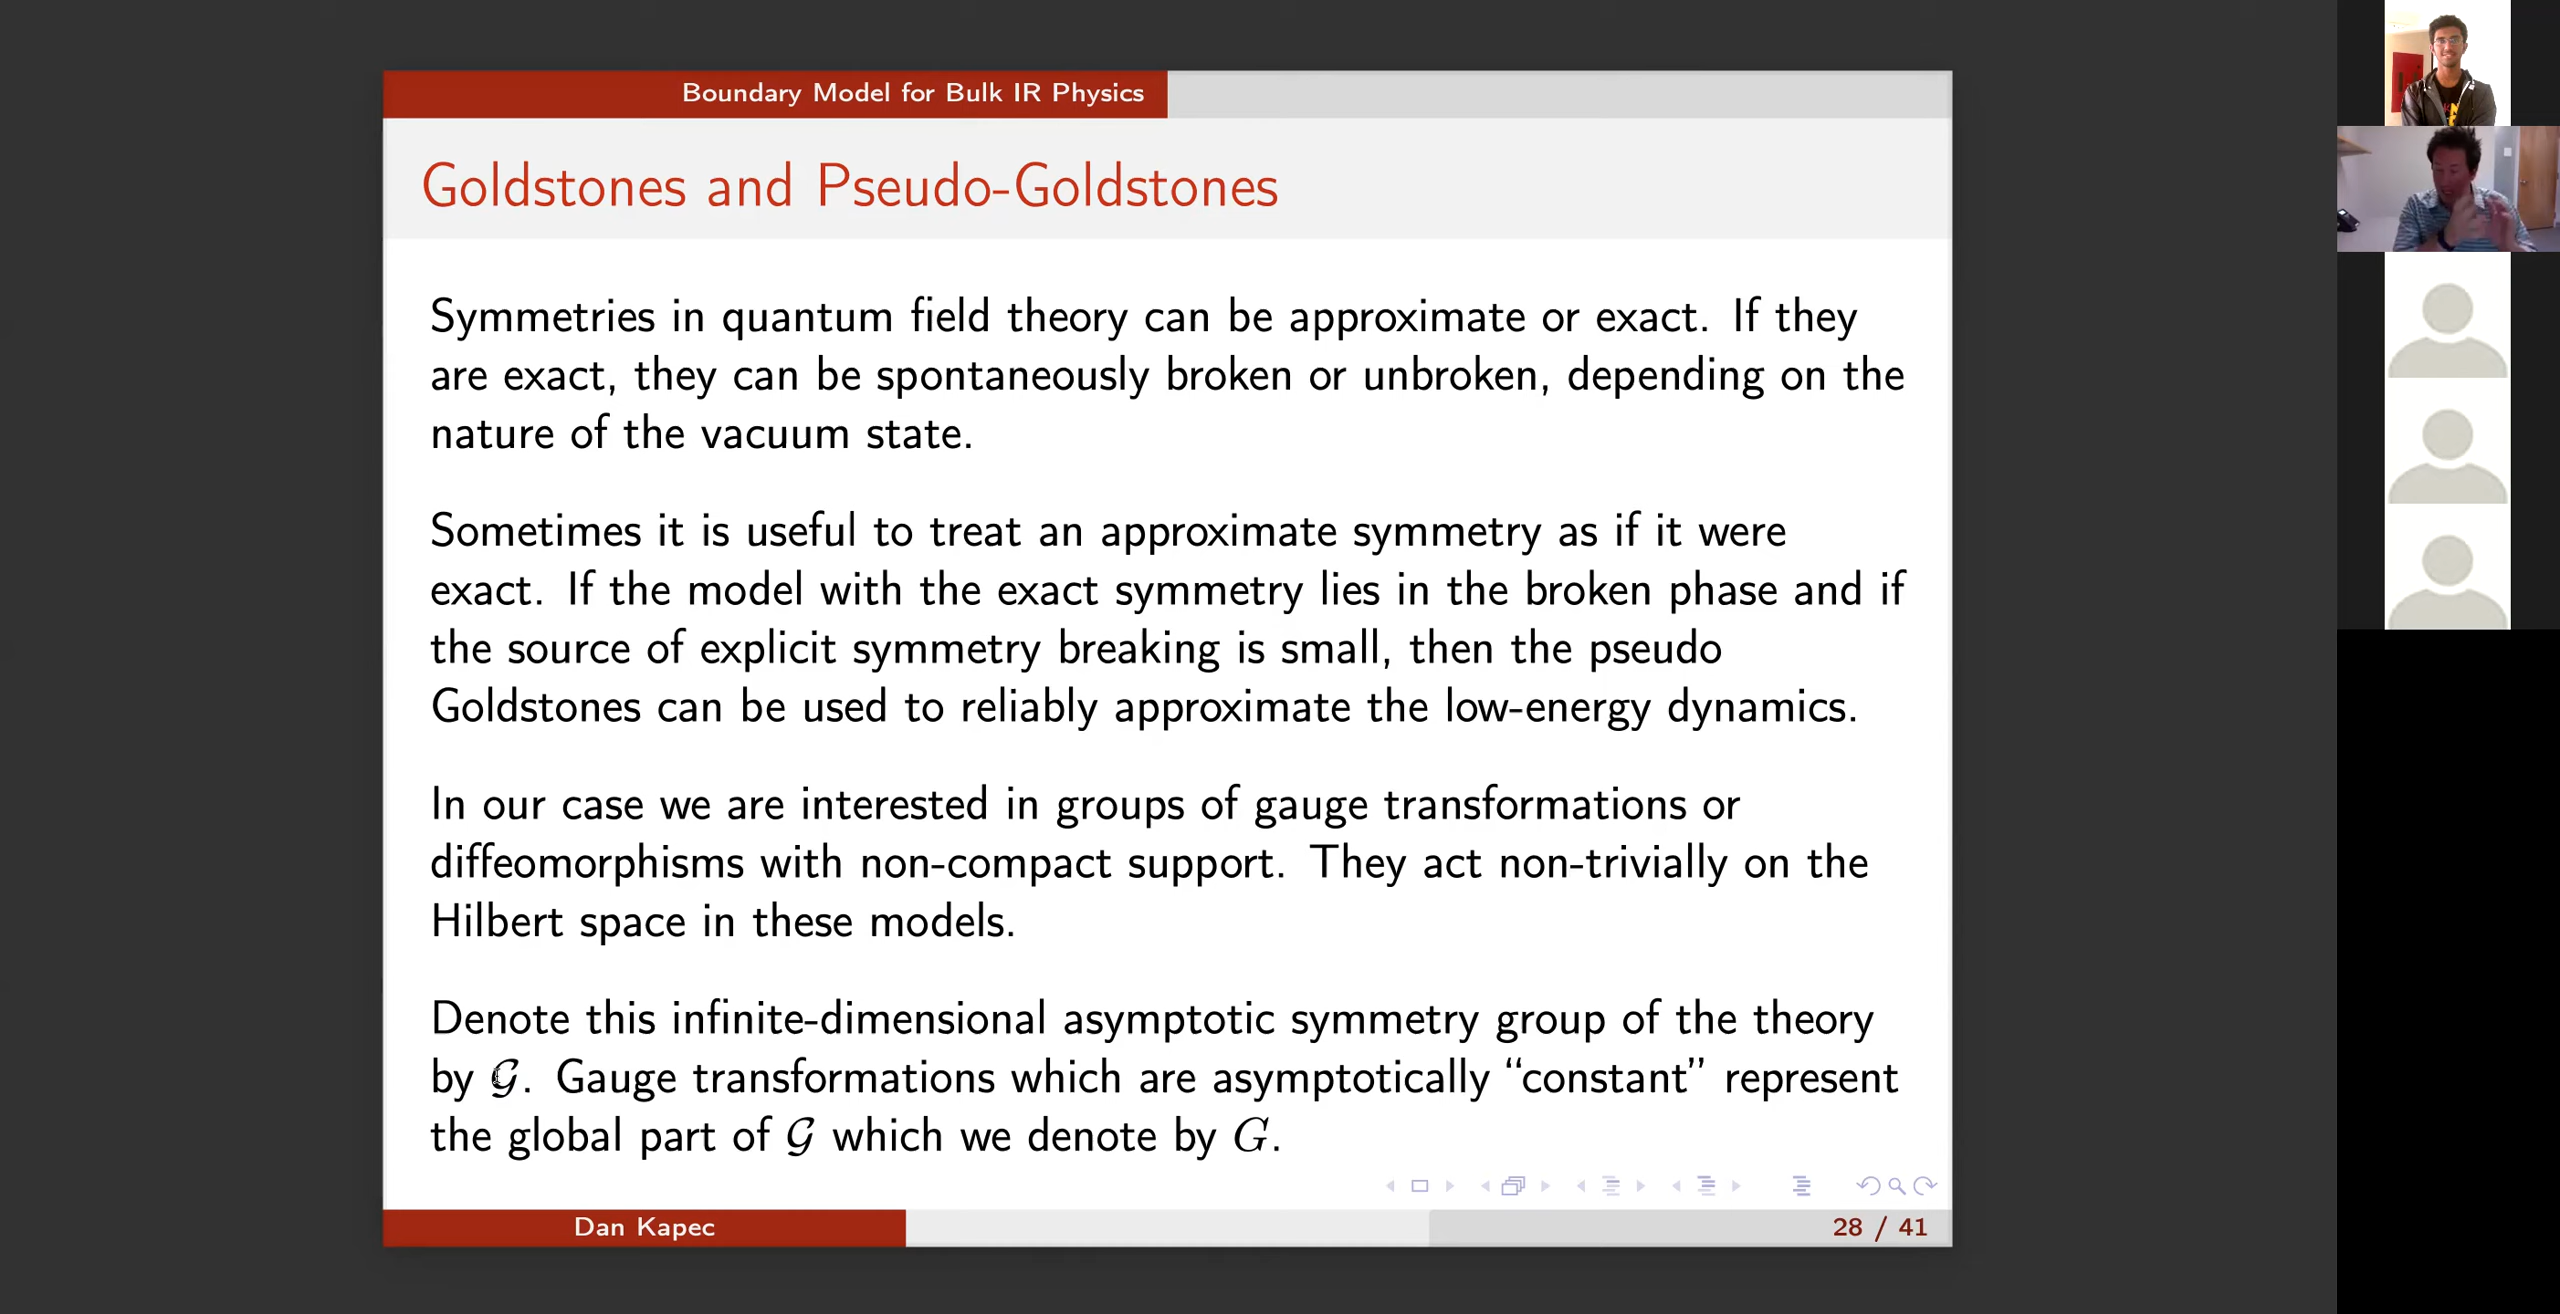 Boundary Model for Bulk IR Physics
Goldstones and Pseudo-Goldstones
Symmetries in quantum field theory can be approximate or exact. If they
are exact, they can be spontaneously broken or unbroken, depending on the
nature of the vacuum state.
Sometimes it is useful to treat an approximate symmetry as if it were
exact. If the model with the exact symmetry lies in the broken phase and if
the source of explicit symmetry breaking is small, then the pseudo
Goldstones can be used to reliably approximate the low-energy dynamics.
In our case we are interested in groups of gauge transformations or
diffeomorphisms with non-compact support. They act non-trivially on the
Hilbert space in these models.
Denote this infinite-dimensional asymptotic symmetry group of the theory
by 𝒢. Gauge transformations which are asymptotically “constant” represent
the global part of 𝒢 which we denote by G.
Dan Kapec
28 / 41